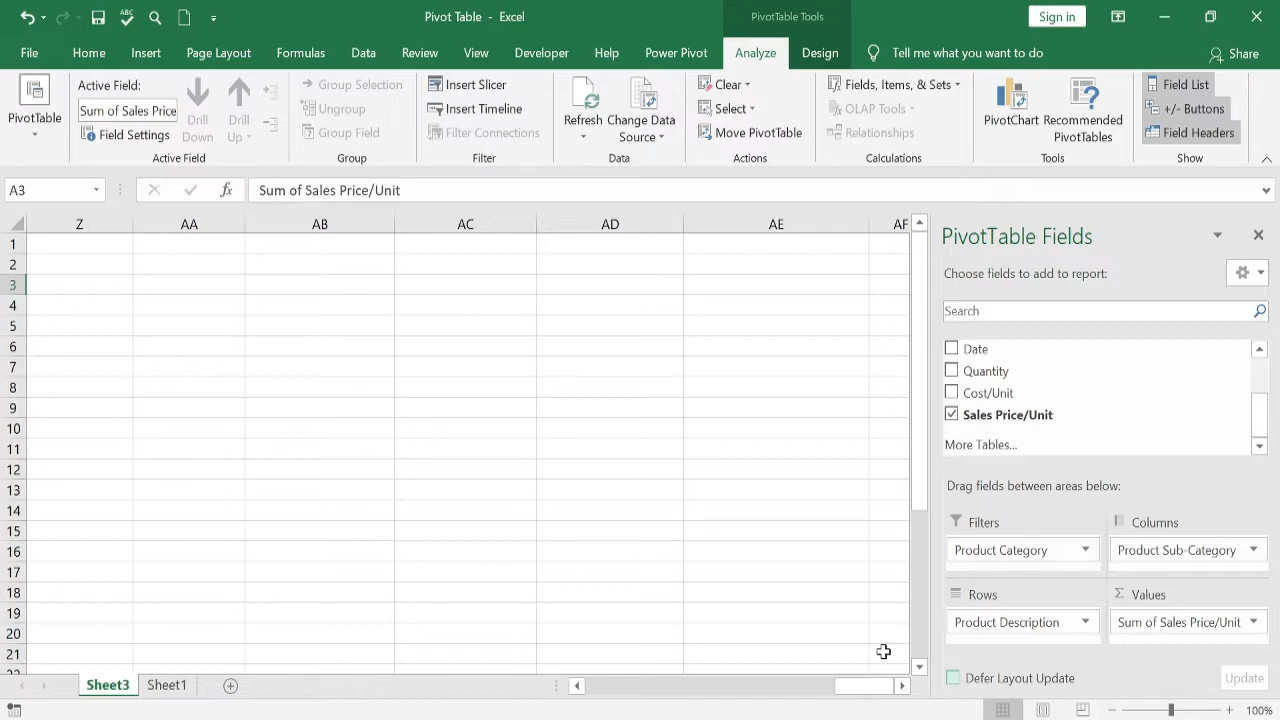 Pivot Table - Excel
PivotTable Tools
Sign in
File Home Insert Page Layout Formulas Data Review View Developer Help Power Pivot Analyze Design Tell me what you want to do Share
PivotTable
Active Field:
Sum of Sales Price
Field Settings
Drill Down
Drill Up
Active Field
Group Selection
Ungroup
Group Field
Group
Insert Slicer
Insert Timeline
Filter Connections
Filter
Refresh
Change Data Source
Data
Clear
Select
Move PivotTable
Actions
Fields, Items, & Sets
OLAP Tools
Relationships
Calculations
PivotChart
Recommended PivotTables
Tools
Field List
+/- Buttons
Field Headers
Show
A3
fx
Sum of Sales Price/Unit
Z AA AB AC AD AE AF
1
2
3
4
5
6
7
8
9
10
11
12
13
14
15
16
17
18
19
20
21
PivotTable Fields
Choose fields to add to report:
Search
Date
Quantity
Cost/Unit
Sales Price/Unit
More Tables...
Drag fields between areas below:
Filters
Product Category
Columns
Product Sub-Category
Rows
Product Description
Σ Values
Sum of Sales Price/Unit
Defer Layout Update
Update
Sheet3 Sheet1
100%